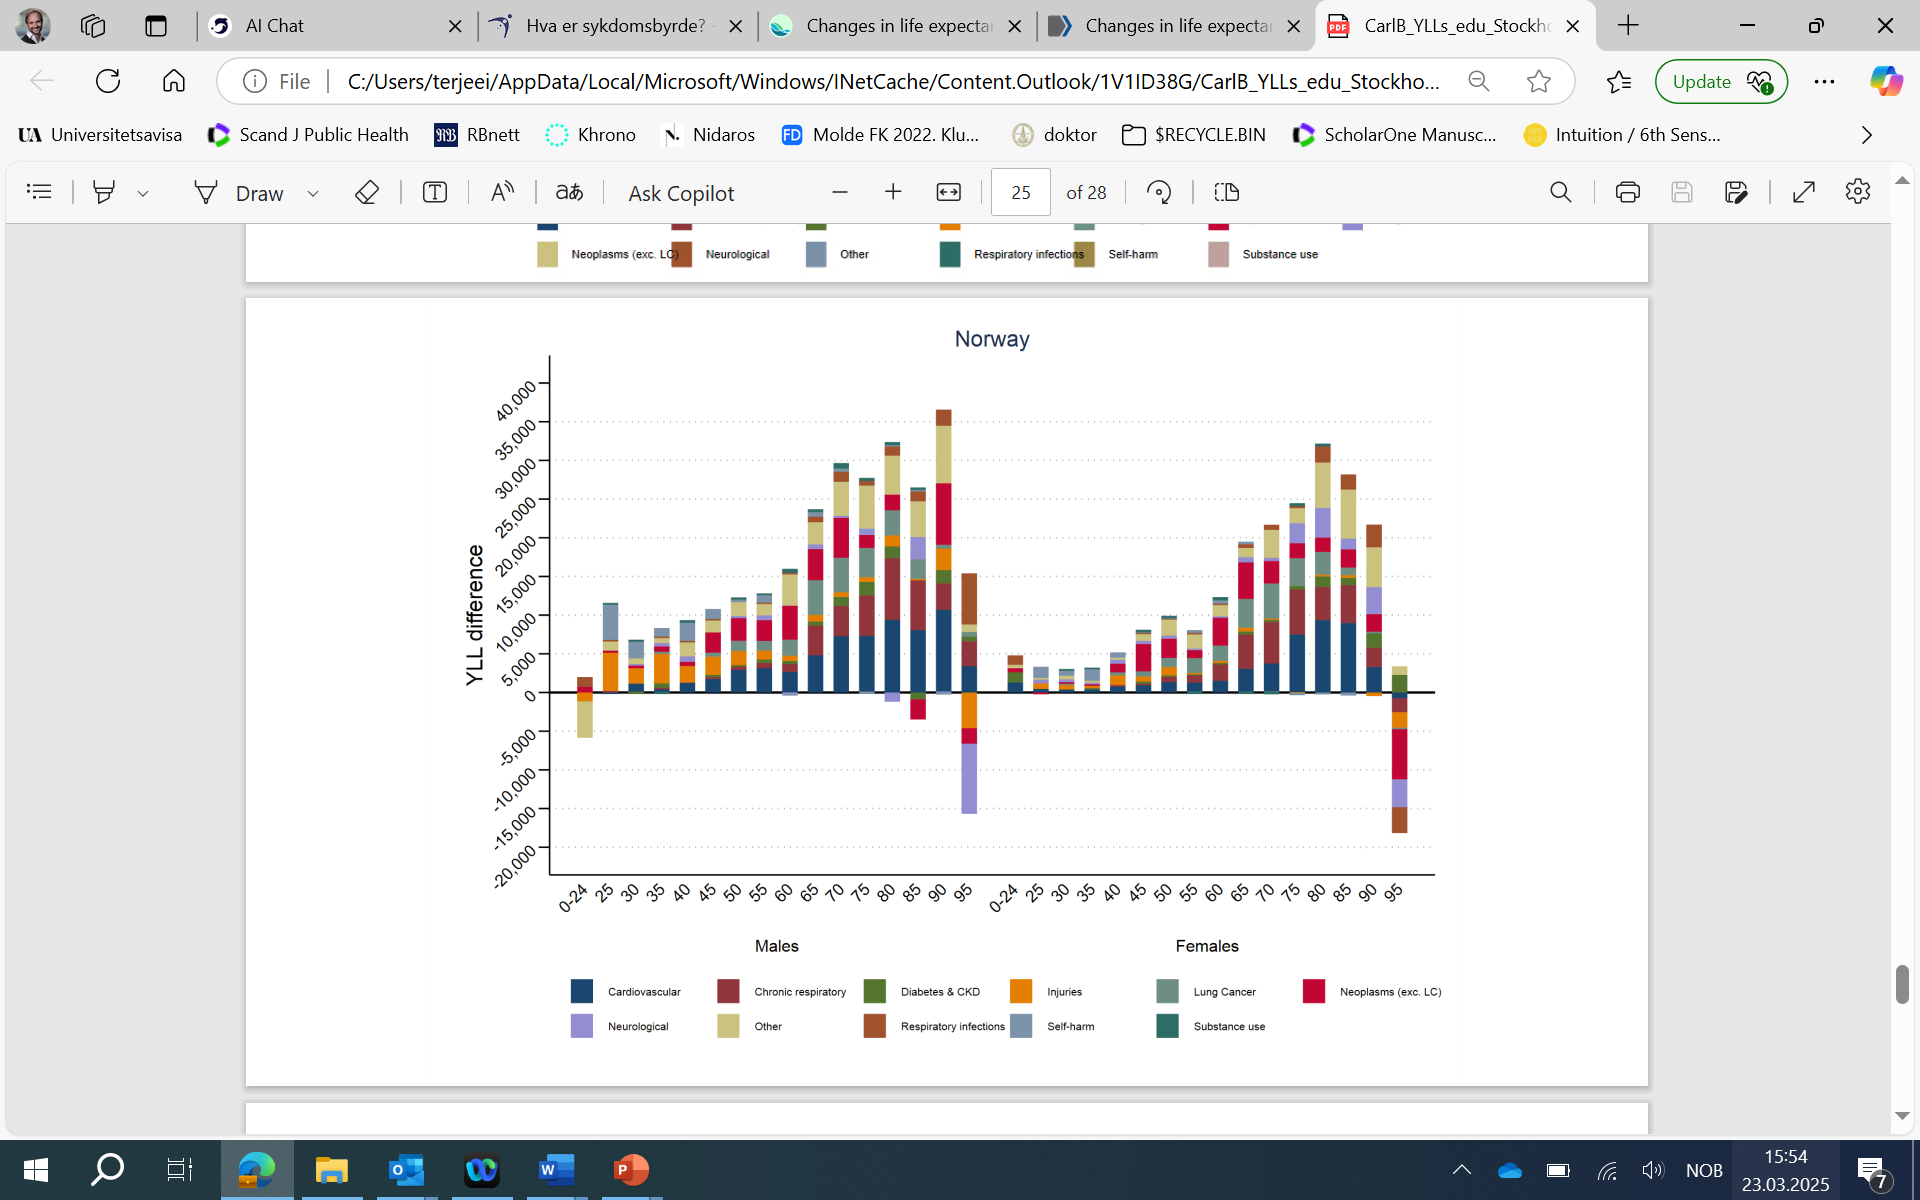 AI Chat
Hva er sykdomsbyrde? -
Changes in life expectan
Changes in life expectan
CarlB_YLLs_edu_Stockho
File
C:/Users/terjeei/AppData/Local/Microsoft/Windows/INetCache/Content.Outlook/1V1ID38G/CarlB_YLLs_edu_Stockho...
Update
UA Universitetsavisa
Scand J Public Health
RBnett
Khrono
N. Nidaros
FD Molde FK 2022. Klu...
doktor
$RECYCLE.BIN
ScholarOne Manusc...
Intuition / 6th Sens...
Draw
aあ
Ask Copilot
25
of 28
Neoplasms (exc. LC)
Neurological
Other
Respiratory infections
Self-harm
Substance use
Norway
YLL difference
40,000
35,000
30,000
25,000
20,000
15,000
10,000
5,000
0
-5,000
-10,000
-15,000
-20,000
0-24 25 30 35 40 45 50 55 60 65 70 75 80 85 90 95 0-24 25 30 35 40 45 50 55 60 65 70 75 80 85 90 95
Males
Females
Cardiovascular
Chronic respiratory
Diabetes & CKD
Injuries
Lung Cancer
Neoplasms (exc. LC)
Neurological
Other
Respiratory infections
Self-harm
Substance use
NOB
15:54
23.03.2025
7